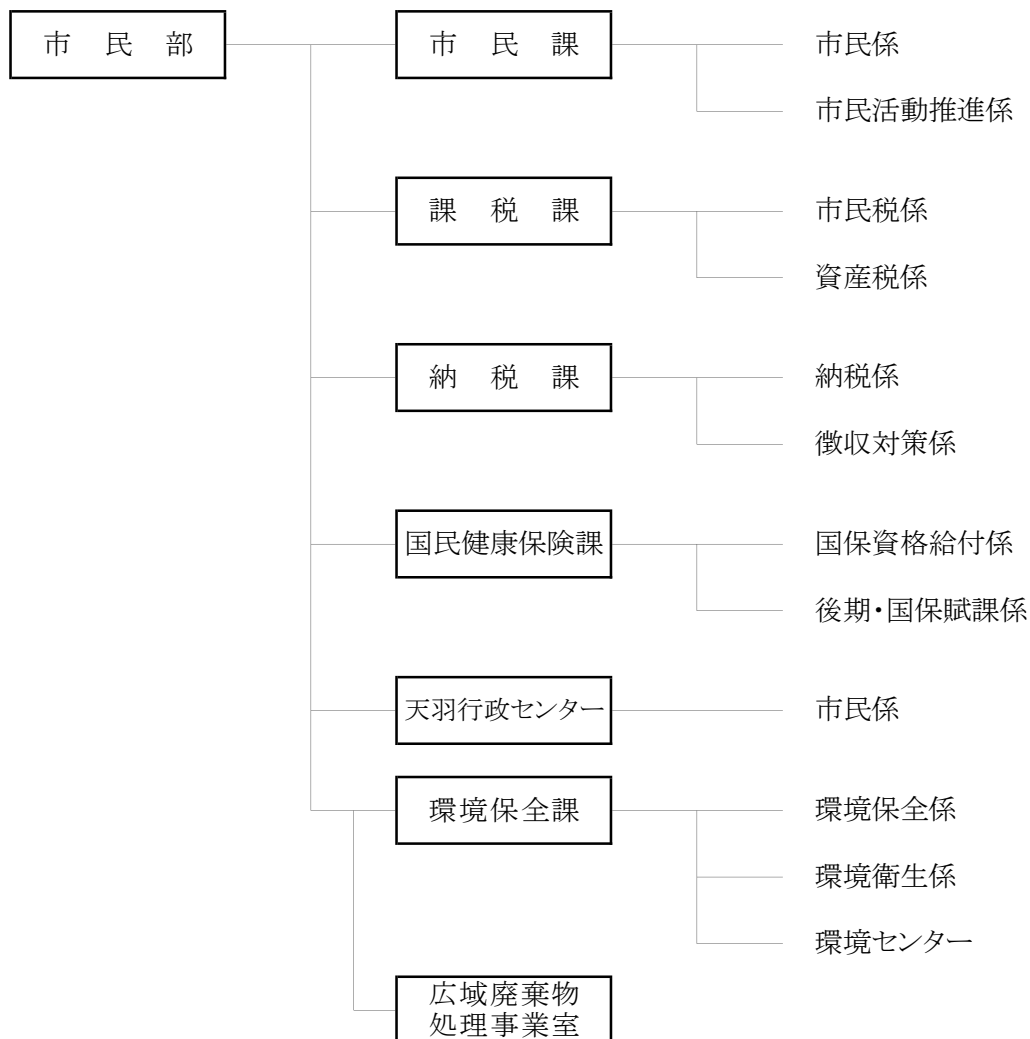 市民部
市民課
市民係
市民活動推進係
課税課
市民税係
資産税係
納税課
納税係
徴収対策係
国民健康保険課
国保資格給付係
後期・国保賦課係
天羽行政センター
市民係
環境保全課
環境保全係
環境衛生係
環境センター
広域廃棄物
処理事業室